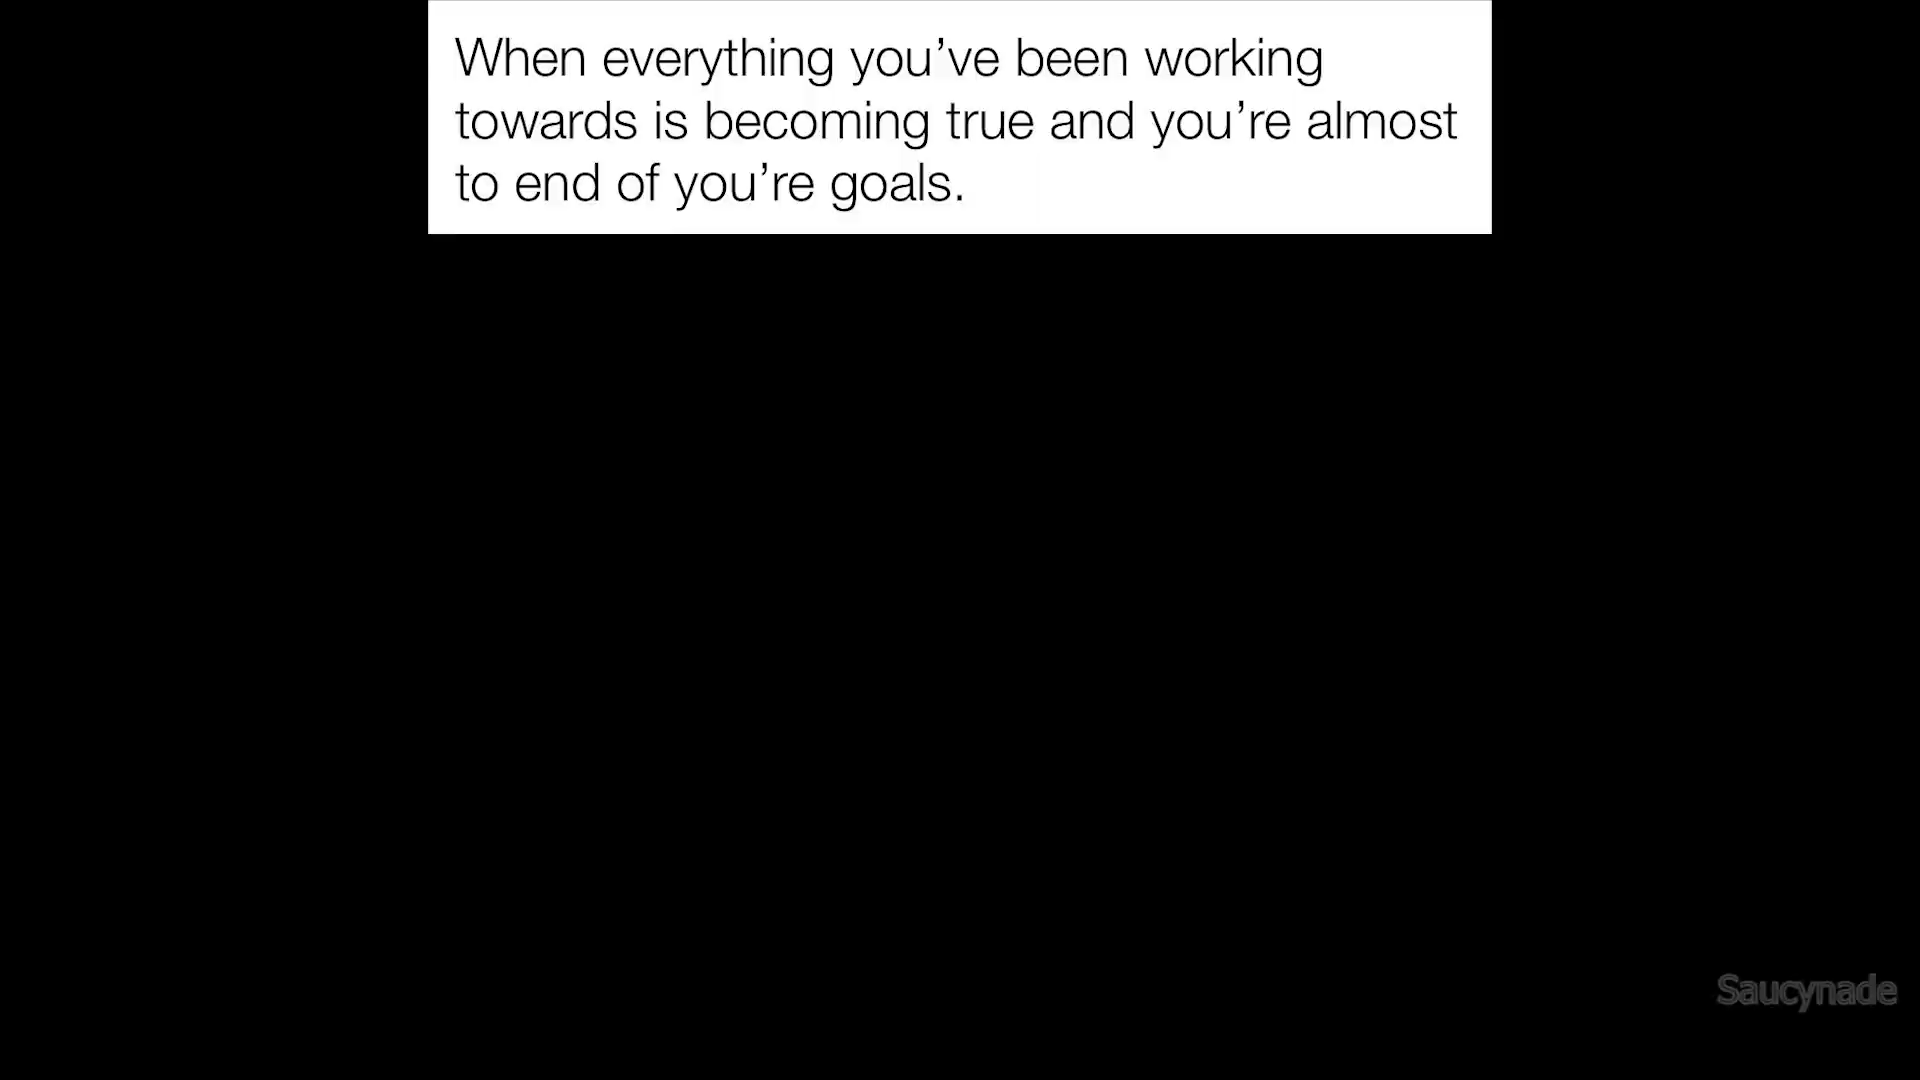 When everything you’ve been working
towards is becoming true and you’re almost
to end of you’re goals.
Saucynade